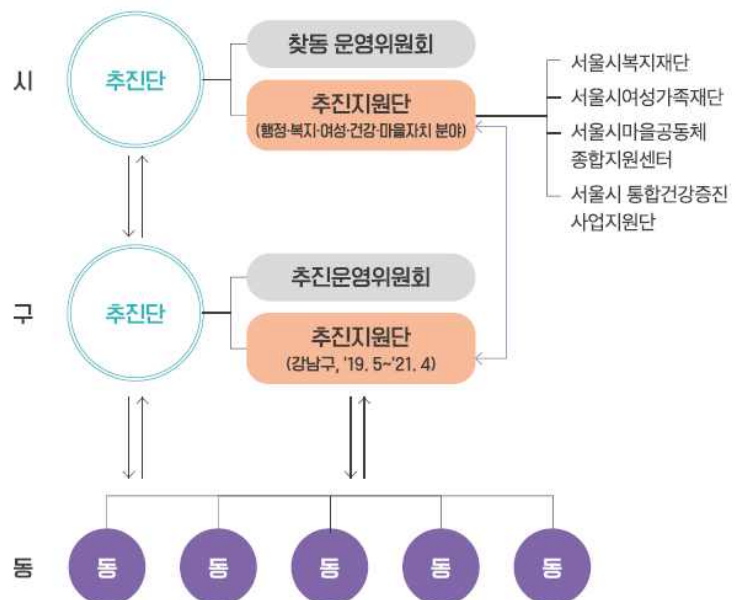 시
추진단
찾동 운영위원회
추진지원단
(행정·복지·여성·건강·마을자치 분야)
서울시복지재단
서울시여성가족재단
서울시마을공동체
종합지원센터
서울시 통합건강증진
사업지원단
구
추진단
추진운영위원회
추진지원단
(강남구, '19. 5~'21. 4)
동
동
동
동
동
동